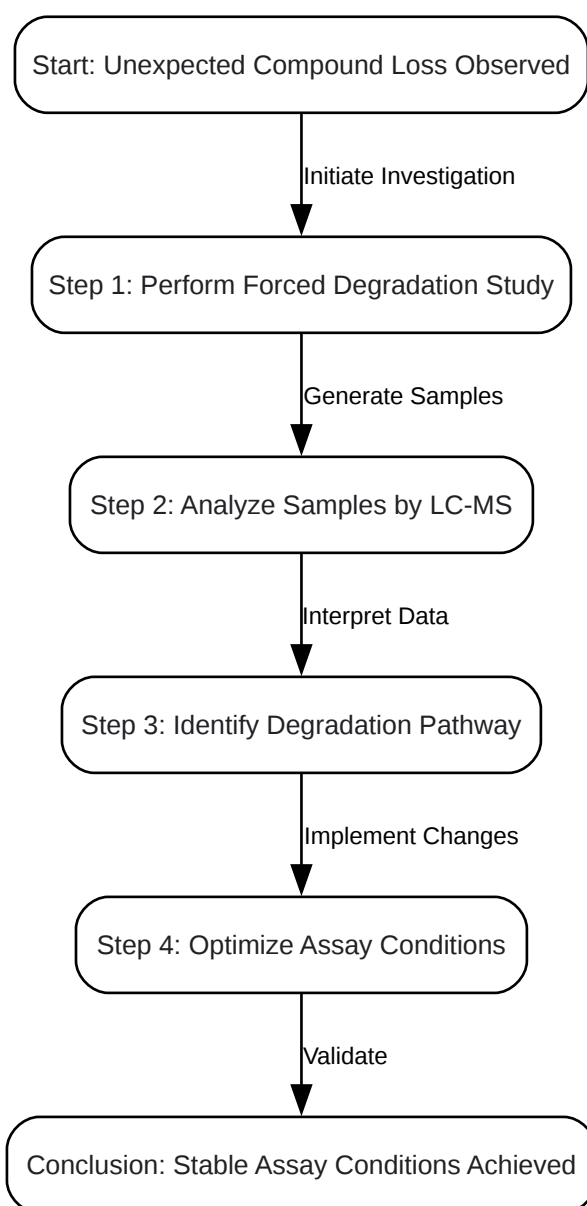 Start: Unexpected Compound Loss Observed
Initiate Investigation
Step 1: Perform Forced Degradation Study
Generate Samples
Step 2: Analyze Samples by LC-MS
Interpret Data
Step 3: Identify Degradation Pathway
Implement Changes
Step 4: Optimize Assay Conditions
Validate
Conclusion: Stable Assay Conditions Achieved